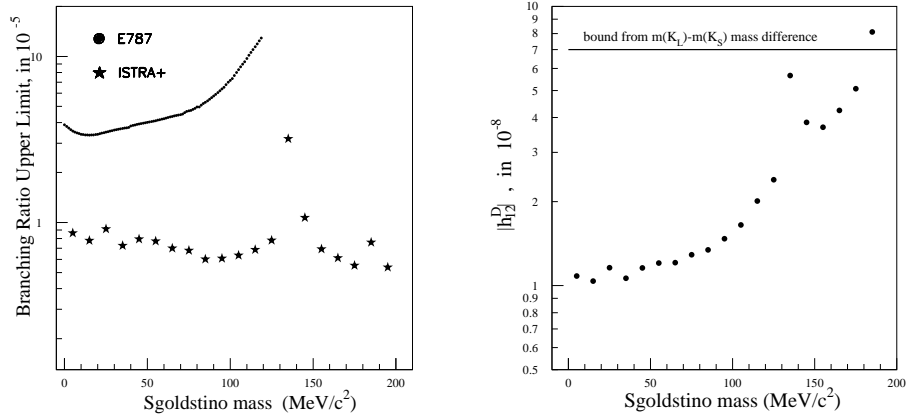 Branching Ratio Upper Limit, in 10^-5
10
1
E787
ISTRA+
0 50 100 150 200
Sgoldstino mass (MeV/c^2)
|h_12^D| , in 10^-8
10
9
8
7
6
5
4
3
2
1
0.9
0.8
0.7
0.6
0.5
bound from m(K_L)-m(K_S) mass difference
0 50 100 150 200
Sgoldstino mass (MeV/c^2)